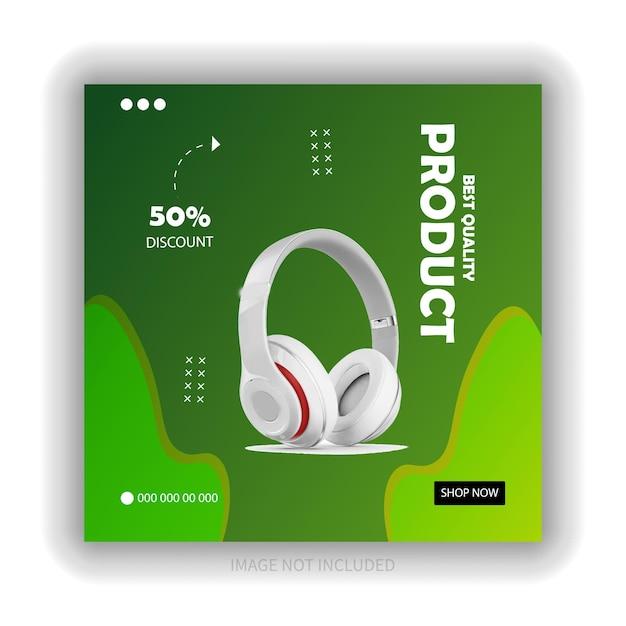 50%
DISCOUNT
BEST QUALITY
PRODUCT
000 000 00 000
SHOP NOW
IMAGE NOT INCLUDED